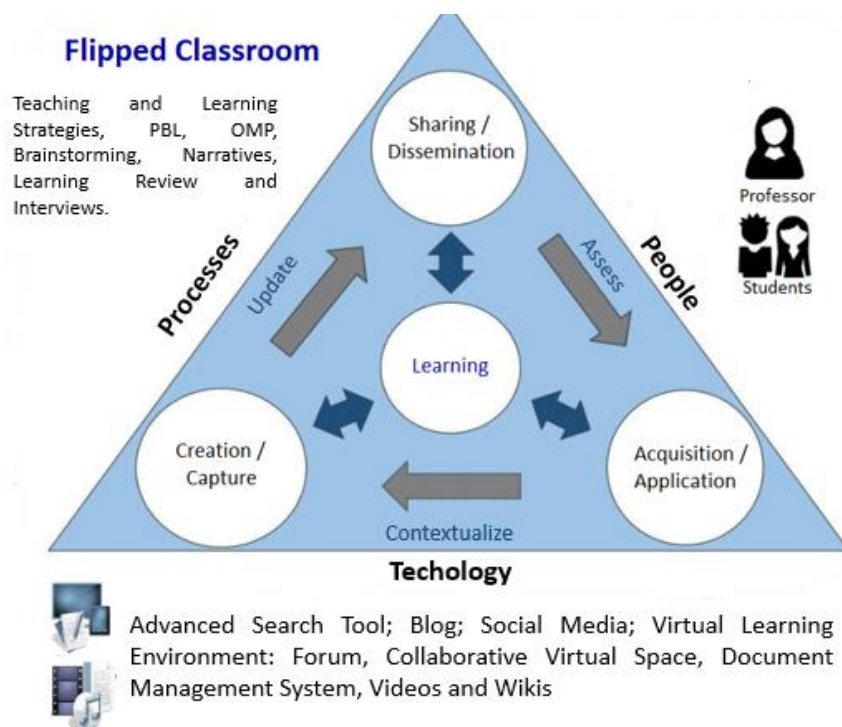 Flipped Classroom
Teaching and Learning
Strategies, PBL, OMP,
Brainstorming, Narratives,
Learning Review and
Interviews.
Sharing /
Dissemination
Professor
Students
Processes
Update
Assess
People
Learning
Creation /
Capture
Acquisition /
Application
Contextualize
Techology
Advanced Search Tool; Blog; Social Media; Virtual Learning
Environment: Forum, Collaborative Virtual Space, Document
Management System, Videos and Wikis